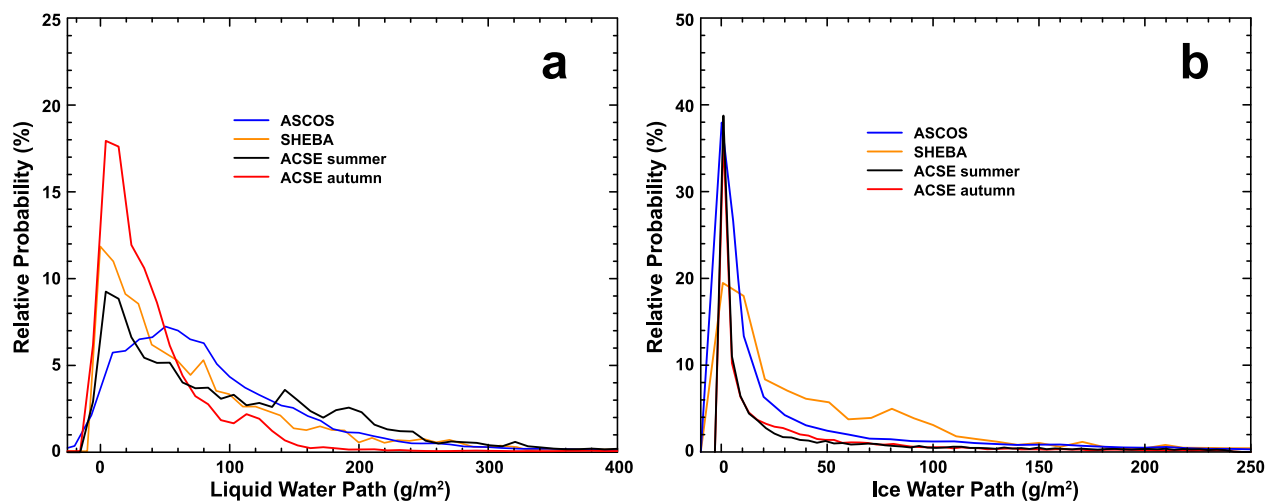 a
25
20
15
10
5
0
Relative Probability (%)
ASCOS
SHEBA
ACSE summer
ACSE autumn
0 100 200 300 400
Liquid Water Path (g/m²)
b
50
40
30
20
10
0
Relative Probability (%)
ASCOS
SHEBA
ACSE summer
ACSE autumn
0 50 100 150 200 250
Ice Water Path (g/m²)